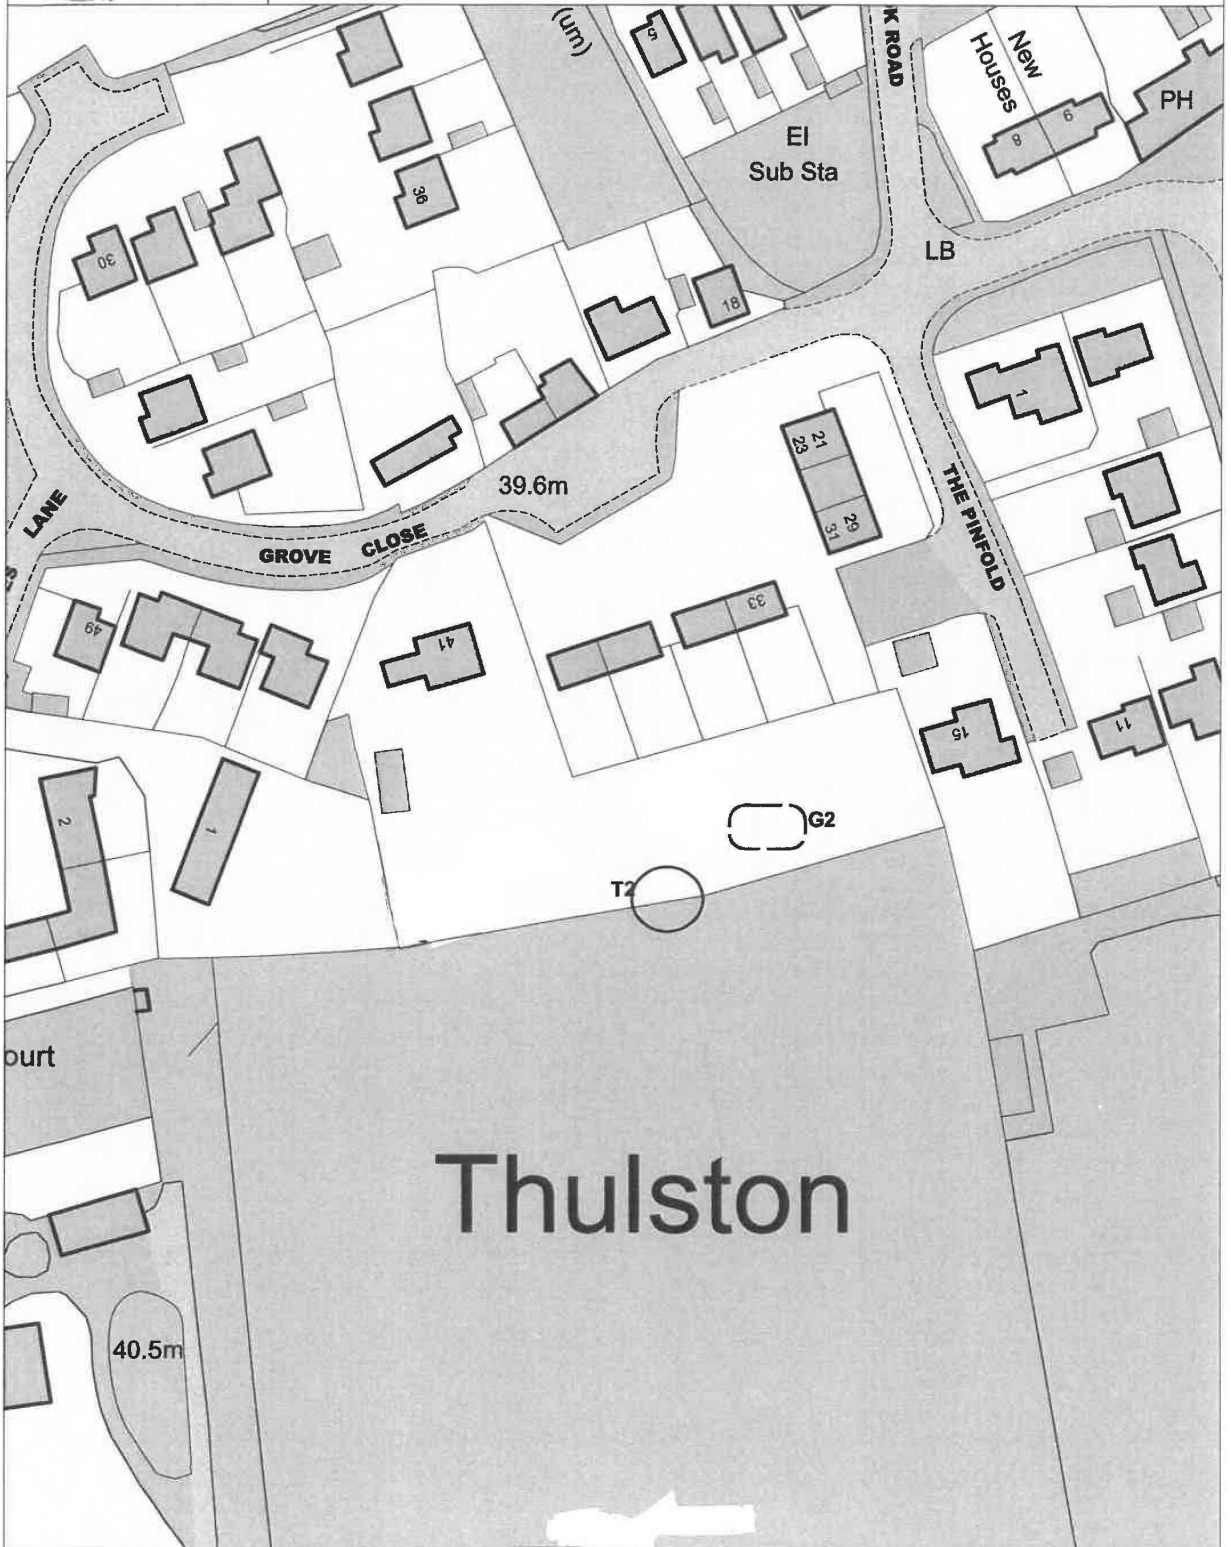 (um)
5
OK ROAD
New
Houses
9
8
PH
El
Sub Sta
36
30
LB
18
1
21
23
29
31
39.6m
THE PINFOLD
LANE
GROVE CLOSE
49
41
33
15
11
2
1
G2
T2
ourt
Thulston
40.5m